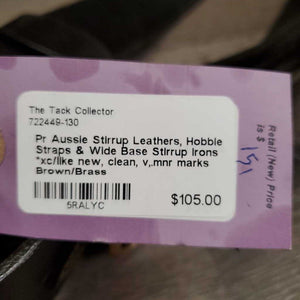 The Tack Collector
722449-130
Pr Aussie Stirrup Leathers, Hobble
Straps & Wide Base Stirrup Irons
*xc/like new, clean, v,.mnr marks
Brown/Brass
5RALYC
$105.00
Retail (New) Price
is $